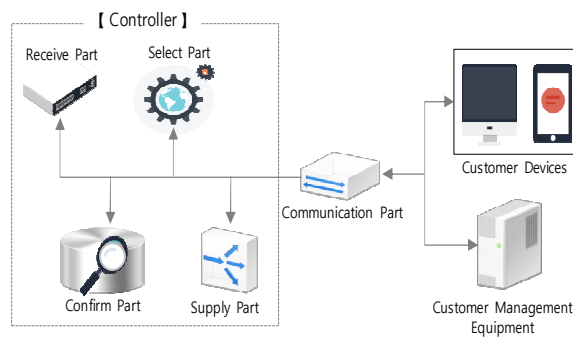 【 Controller 】
Receive Part
Select Part
Customer Devices
Communication Part
Confirm Part
Supply Part
Customer Management
Equipment